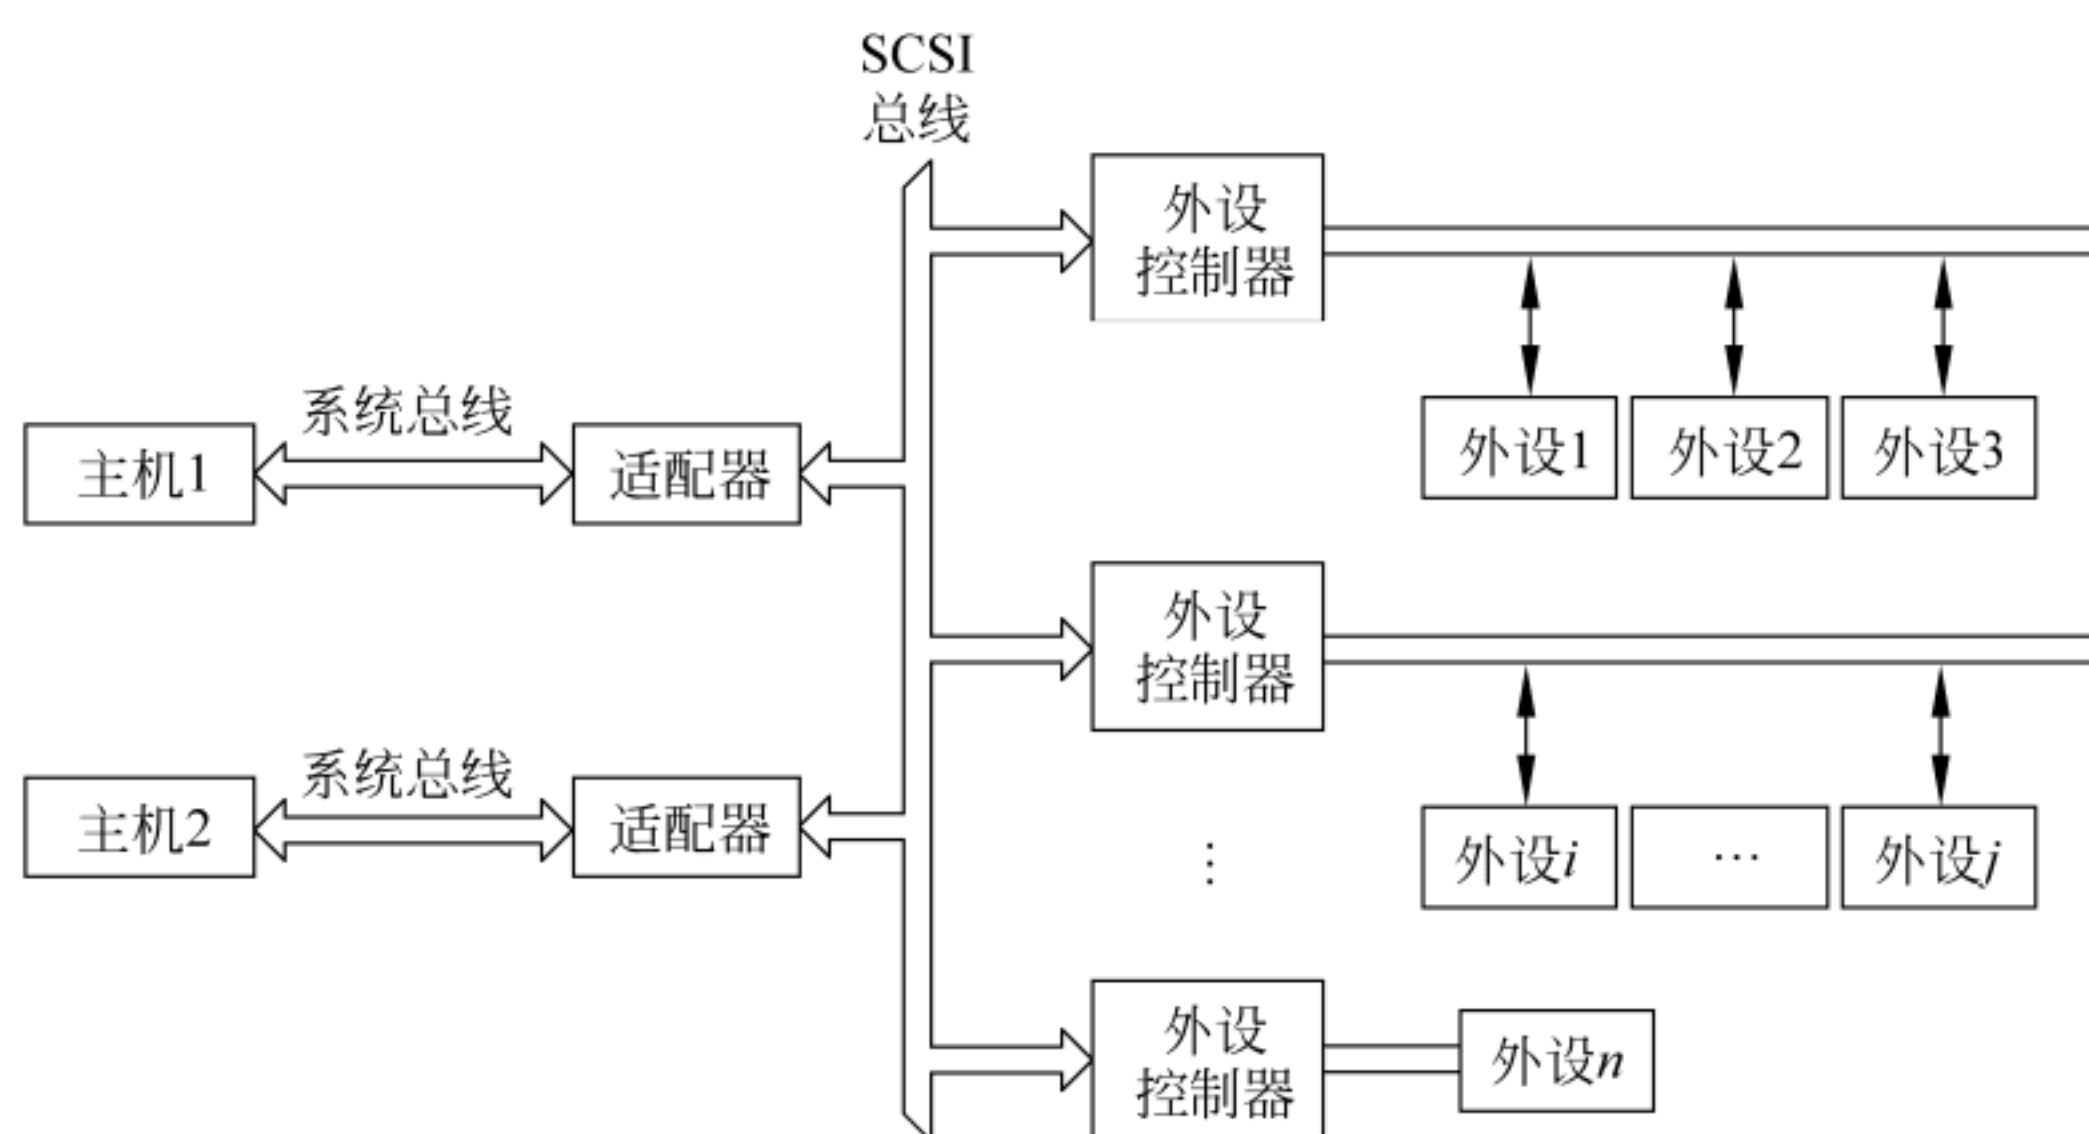 SCSI
总线
外设
控制器
外设1
外设2
外设3
系统总线
主机1
适配器
外设
控制器
系统总线
主机2
适配器
⋮
外设i
…
外设j
外设
控制器
外设n